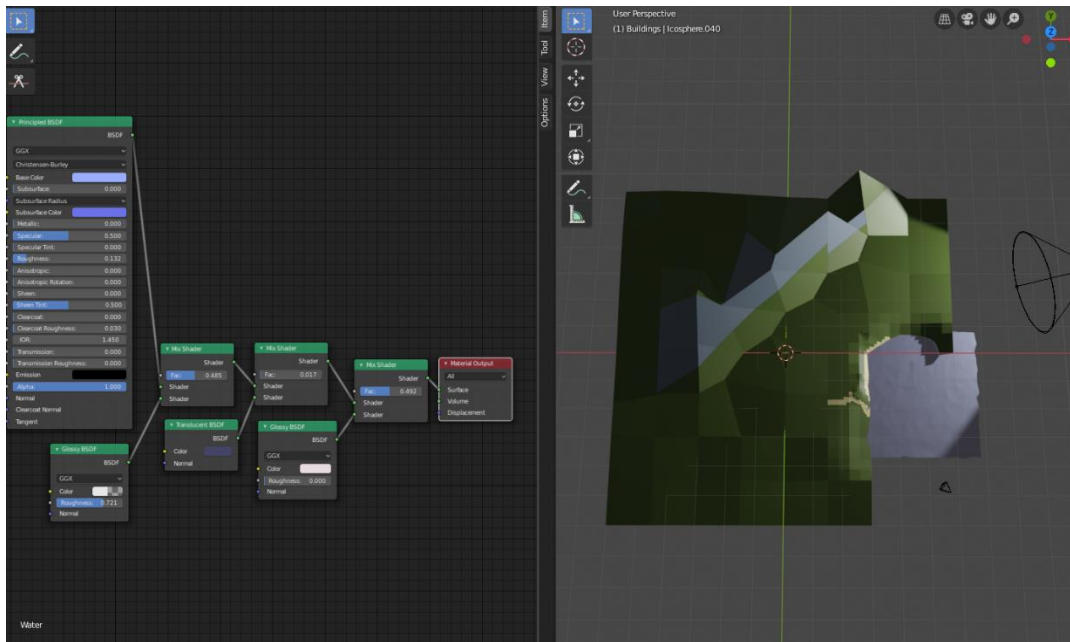 Item
Tool
View
Options
Principled BSDF
BSDF
GGX
Christensen-Burley
Base Color
Subsurface: 0.000
Subsurface Radius
Subsurface Color
Metallic: 0.000
Specular: 0.500
Specular Tint: 0.000
Roughness: 0.132
Anisotropic: 0.000
Anisotropic Rotation: 0.000
Sheen: 0.000
Sheen Tint: 0.500
Clearcoat: 0.000
Clearcoat Roughness: 0.030
IOR: 1.450
Transmission: 0.000
Transmission Roughness: 0.000
Emission
Alpha: 1.000
Normal
Clearcoat Normal
Tangent
Glossy BSDF
BSDF
GGX
Color
Roughness: 0.721
Normal
Mix Shader
Shader
Fac: 0.485
Shader
Shader
Translucent BSDF
BSDF
Color
Normal
Mix Shader
Shader
Fac: 0.017
Shader
Shader
Glossy BSDF
BSDF
GGX
Color
Roughness: 0.000
Normal
Mix Shader
Shader
Fac: 0.492
Shader
Shader
Material Output
All
Surface
Volume
Displacement
Water
User Perspective
(1) Buildings | Icosphere.040
Y
Z